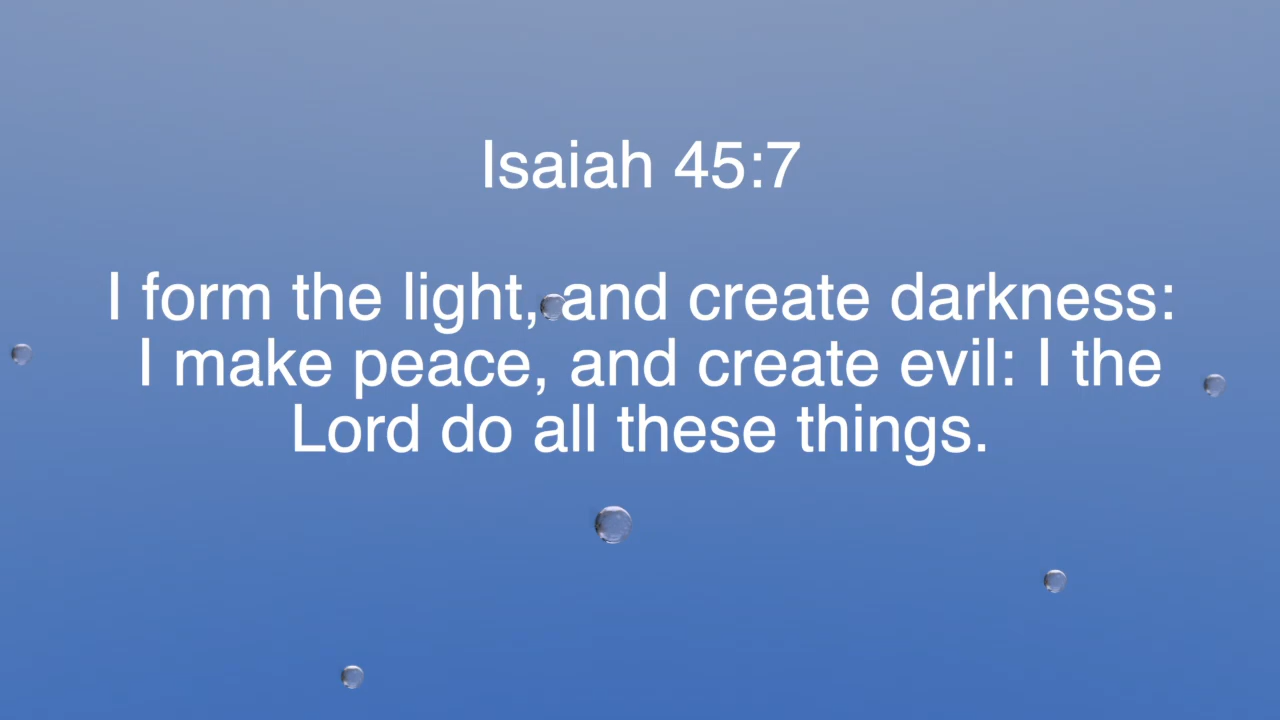 Isaiah 45:7
I form the light, and create darkness:
I make peace, and create evil: I the
Lord do all these things.